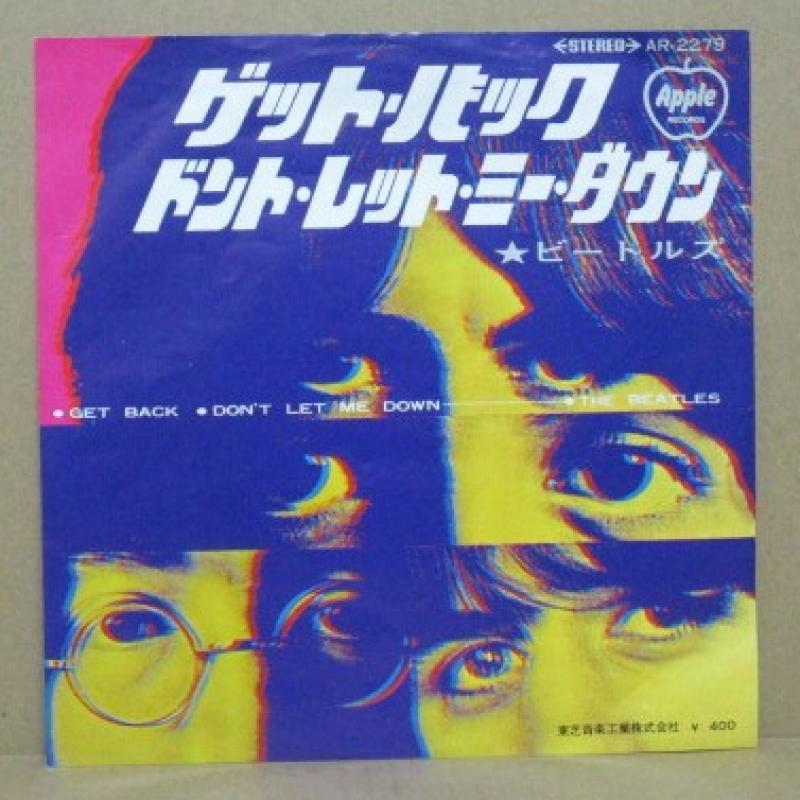 ←STEREO→ AR-2279
Apple
RECORDS
ゲット・バック
ドント・レット・ミー・ダウン
★ビートルズ
●GET BACK ●DON'T LET ME DOWN ●THE BEATLES
東芝音楽工業株式会社 ¥ 400